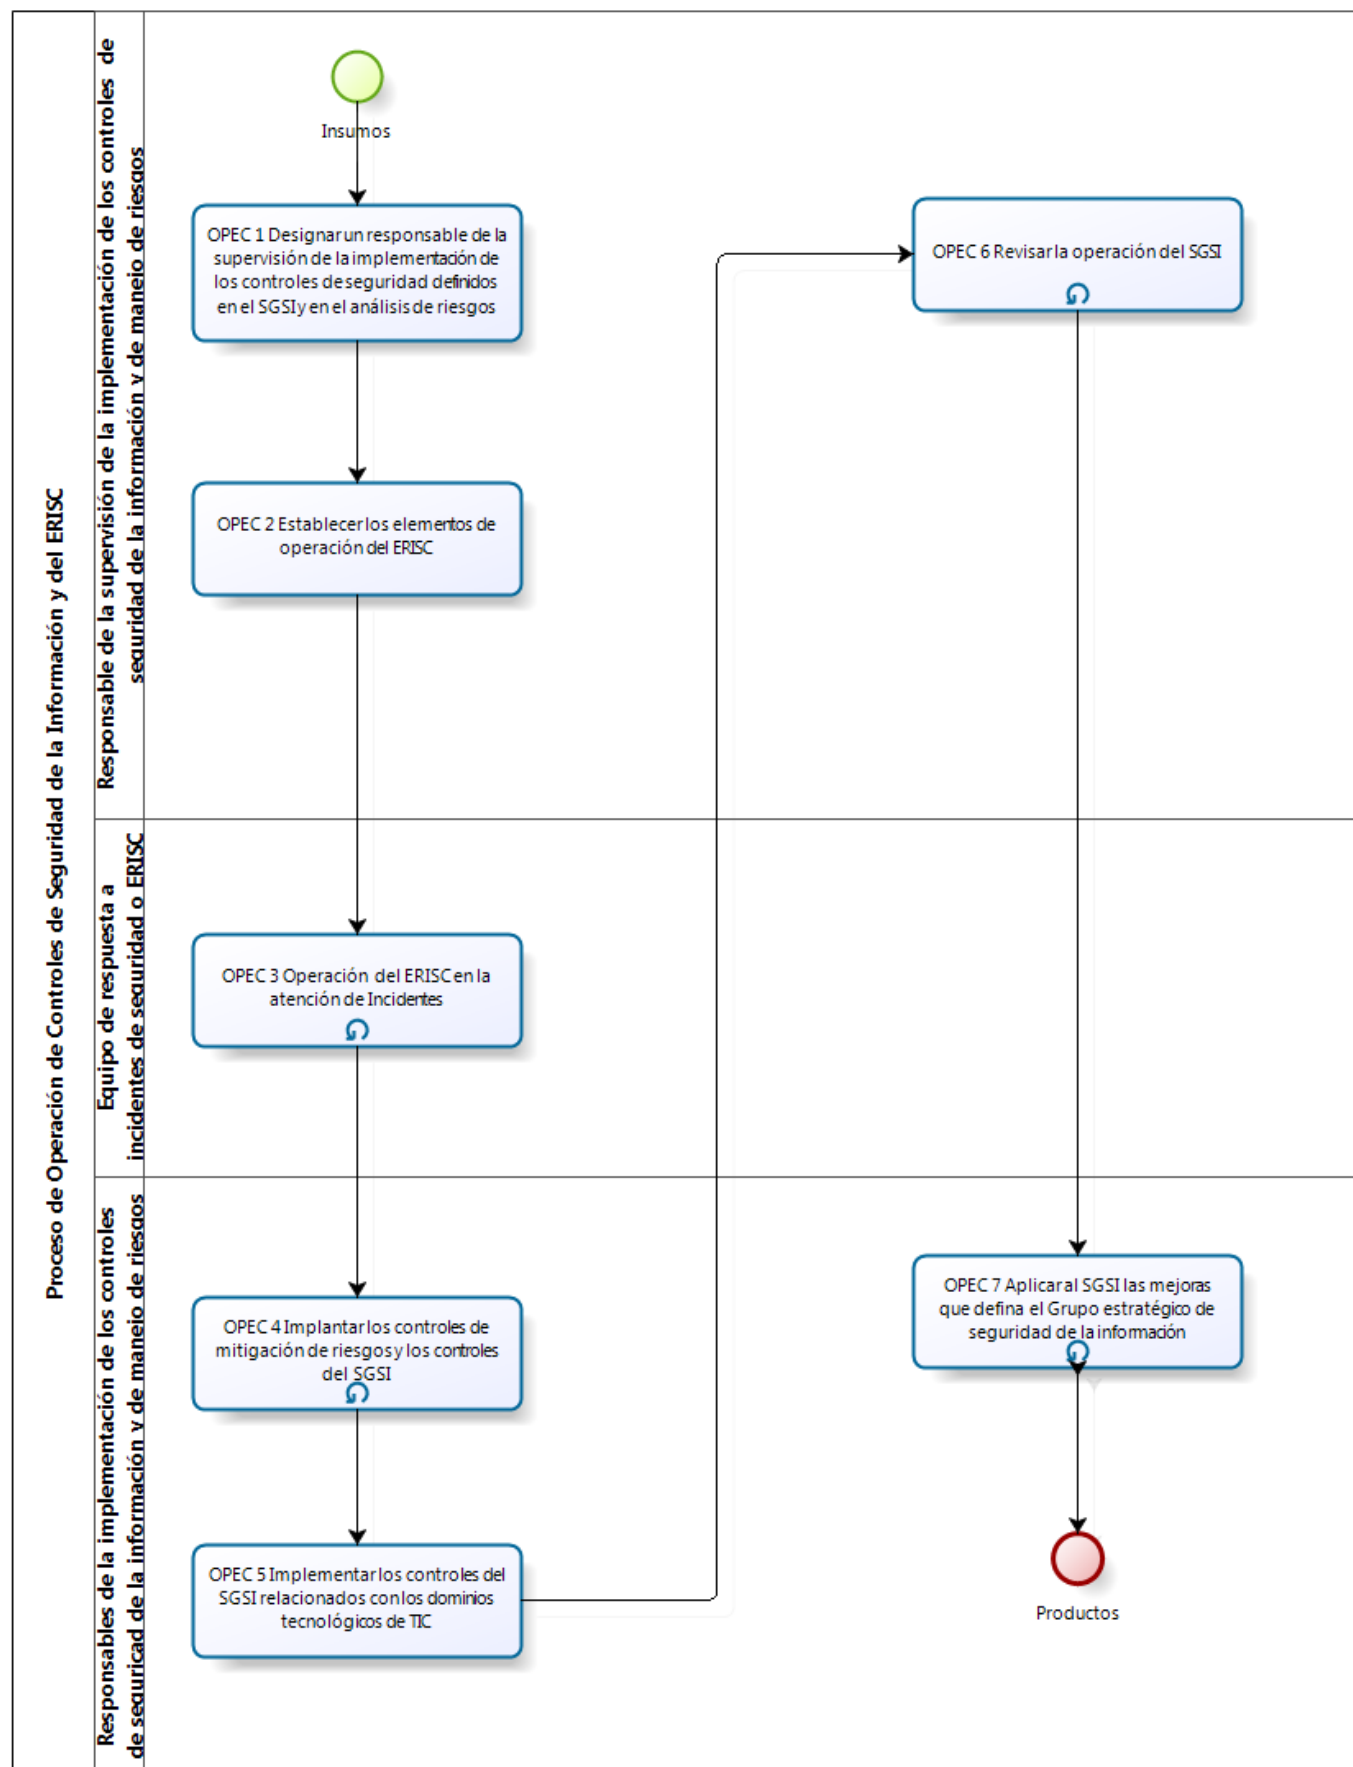 Proceso de Operación de Controles de Seguridad de la Información y del ERISC
Responsable de la supervisión de la implementación de los controles de
seguridad de la información y de manejo de riesgos
Insumos
OPEC 1 Designar un responsable de la
supervisión de la implementación de
los controles de seguridad definidos
en el SGSI y en el análisis de riesgos
OPEC 2 Establecer los elementos de
operación del ERISC
OPEC 6 Revisar la operación del SGSI
Equipo de respuesta a
incidentes de seguridad o ERISC
OPEC 3 Operación del ERISC en la
atención de Incidentes
Responsables de la implementación de los controles
de seguricad de la información y de manejo de riesgos
OPEC 4 Implantar los controles de
mitigación de riesgos y los controles
del SGSI
OPEC 5 Implementar los controles del
SGSI relacionados con los dominios
tecnológicos de TIC
OPEC 7 Aplicar al SGSI las mejoras
que defina el Grupo estratégico de
seguridad de la información
Productos